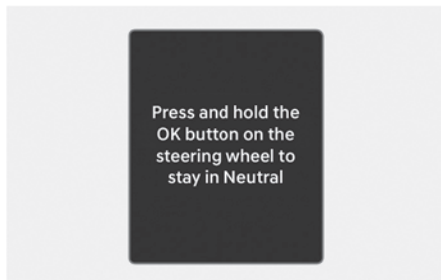 Press and hold the
OK button on the
steering wheel to
stay in Neutral